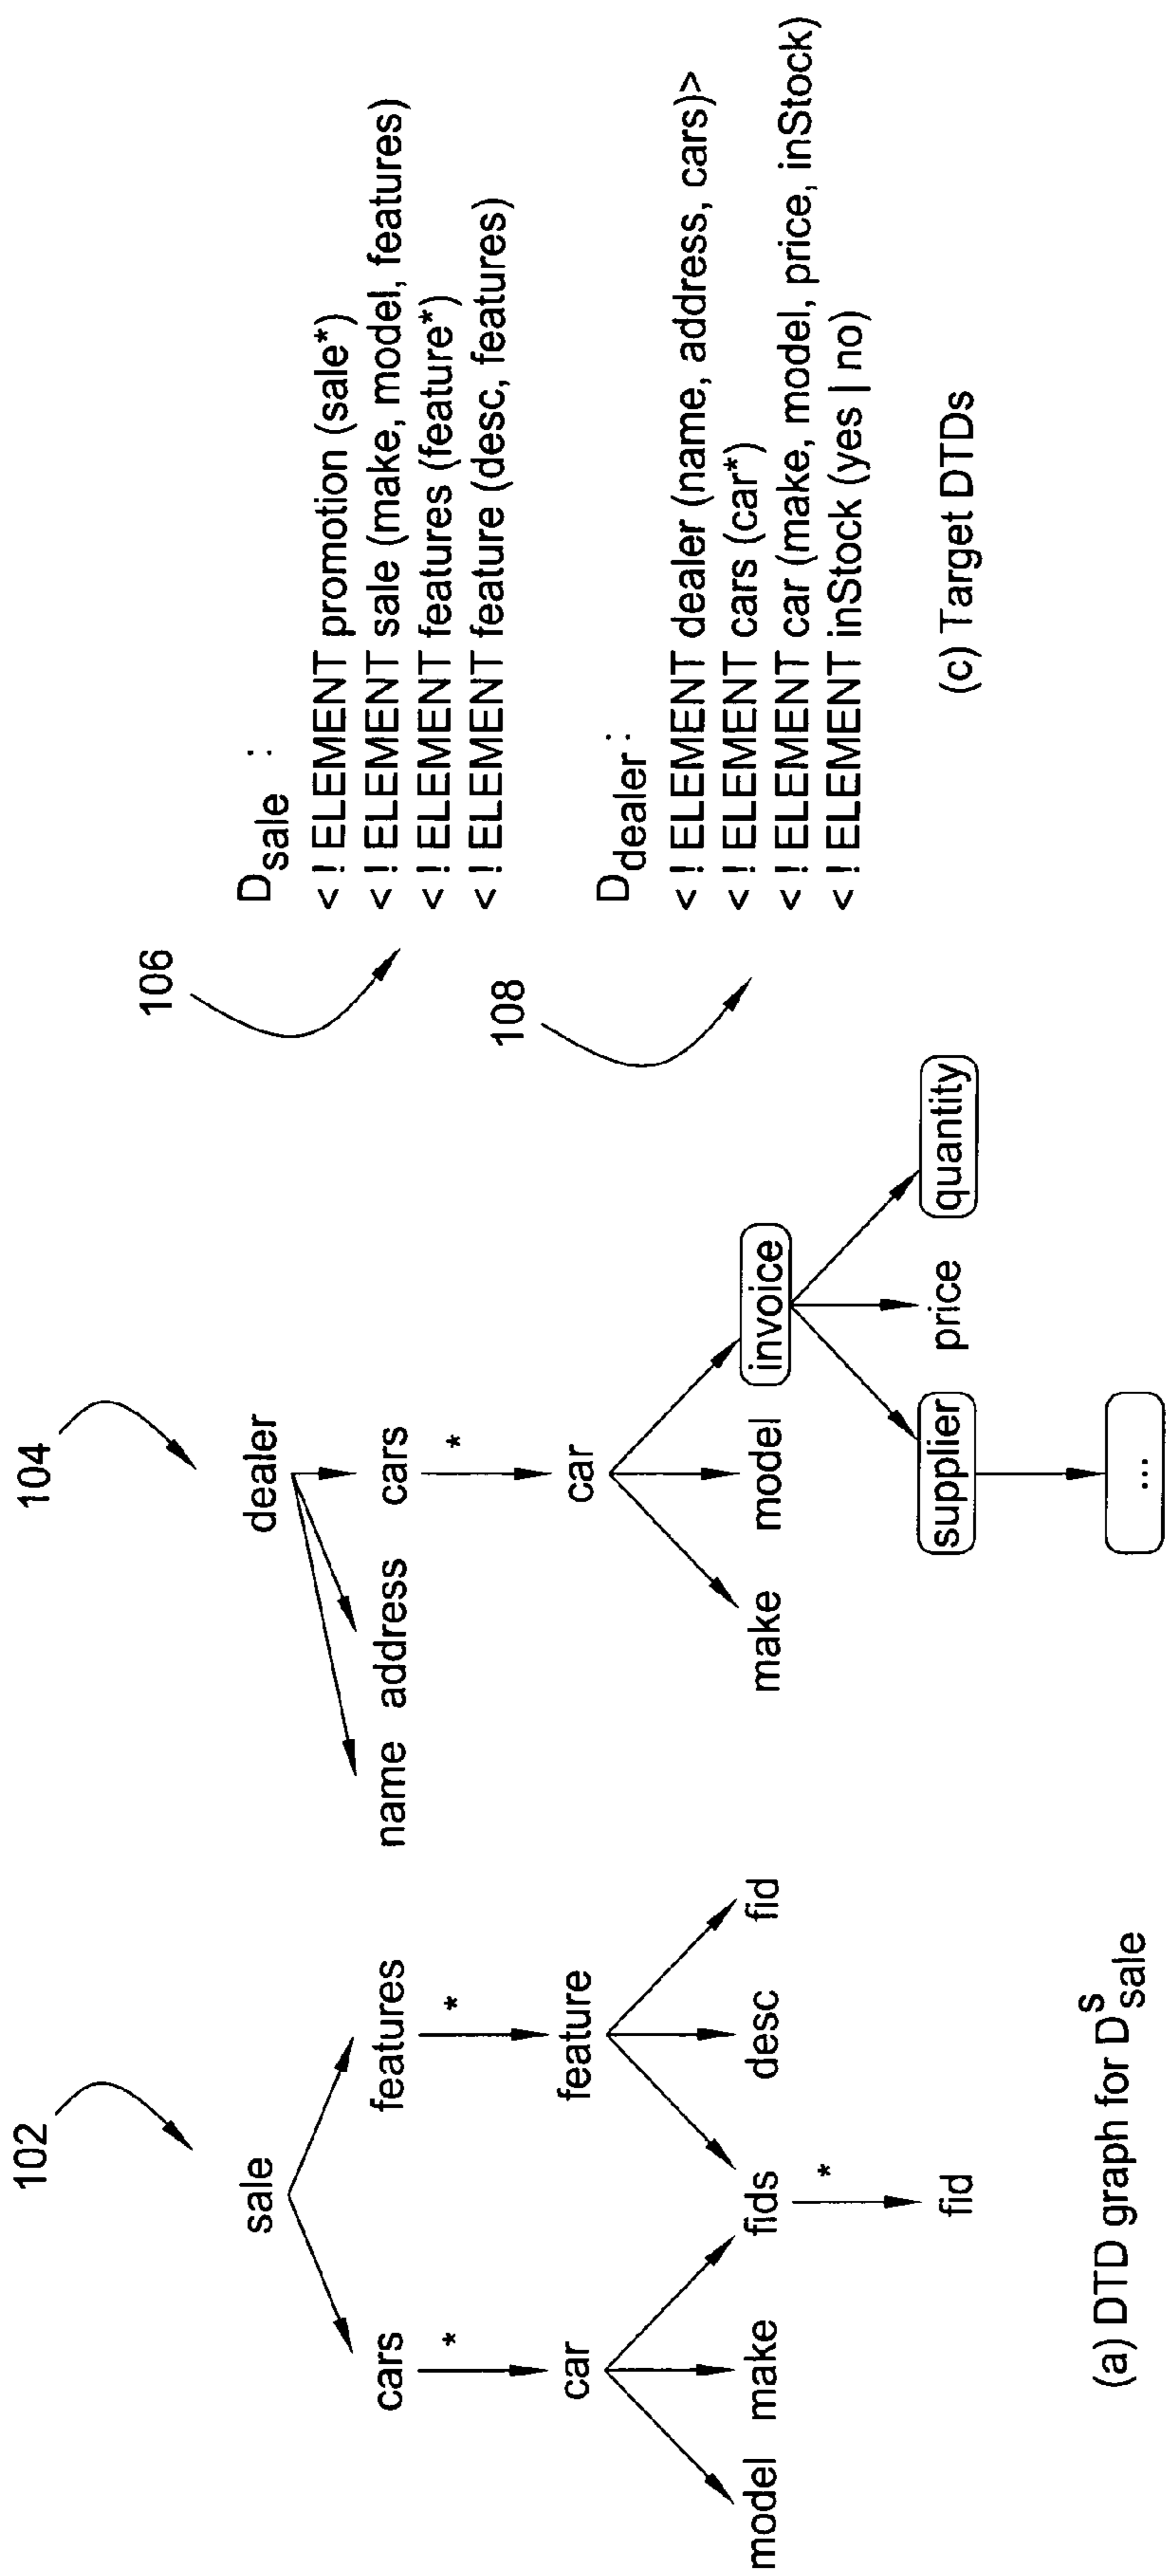 102
sale
cars features
* *
car feature
model make fids desc fid
*
fid
(a) DTD graph for D^S_sale
104
dealer
name address cars
*
car
make model invoice
supplier price quantity
...
106
D_sale :
< ! ELEMENT promotion (sale*)
< ! ELEMENT sale (make, model, features)
< ! ELEMENT features (feature*)
< ! ELEMENT feature (desc, features)
108
D_dealer :
< ! ELEMENT dealer (name, address, cars)>
< ! ELEMENT cars (car*)
< ! ELEMENT car (make, model, price, inStock)
< ! ELEMENT inStock (yes | no)
(c) Target DTDs